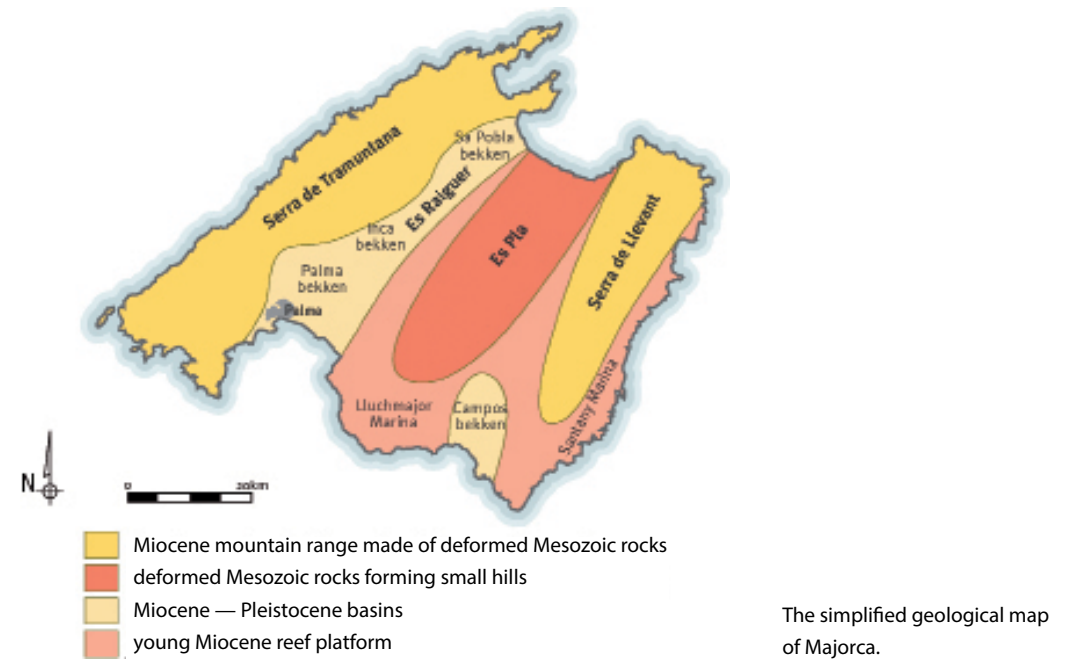 Sa Pobla
bekken
Serra de Tramuntana
Es Raiguer
Inca
bekken
Es Pla
Serra de Llevant
Palma
bekken
Palma
Lluchmajor
Marina
Campos
bekken
Santany Marina
N
0 20km
Miocene mountain range made of deformed Mesozoic rocks
deformed Mesozoic rocks forming small hills
Miocene — Pleistocene basins
young Miocene reef platform
The simplified geological map
of Majorca.